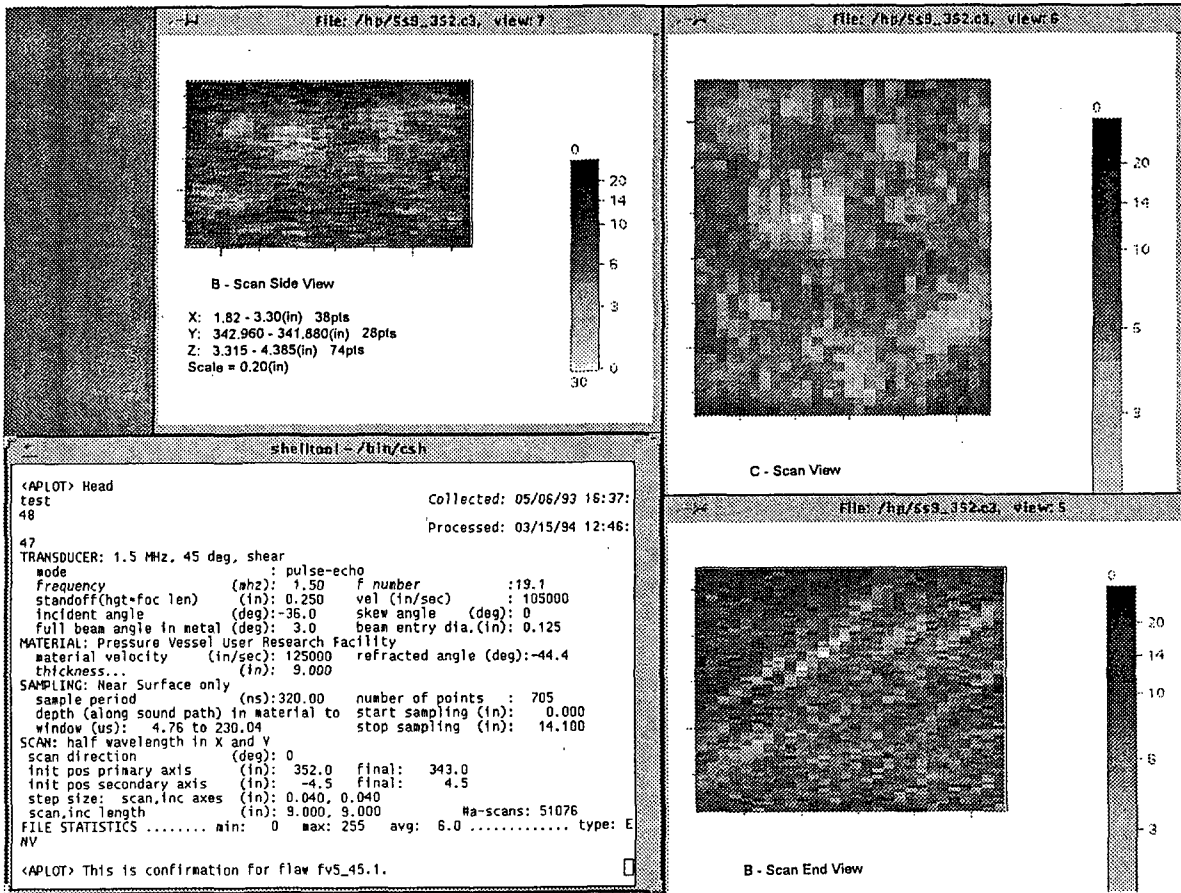 File: /hp/Ss9_352.c3, view: 7
0
20
14
10
6
3
0
30
B - Scan Side View
X: 1.82 - 3.30(in) 38pts
Y: 342.960 - 341.880(in) 28pts
Z: 3.315 - 4.385(in) 74pts
Scale = 0.20(in)
File: /hp/Ss9_352.c3, view: 6
0
20
14
10
6
3
C - Scan View
shelltool - /bin/csh
<APLOT> Head
test Collected: 05/06/93 16:37:
48
Processed: 03/15/94 12:46:
47
TRANSDUCER: 1.5 MHz, 45 deg, shear
mode : pulse-echo
frequency (mhz): 1.50 f number :19.1
standoff(hgt*foc len) (in): 0.250 vel (in/sec) : 105000
incident angle (deg):-36.0 skew angle (deg): 0
full beam angle in metal (deg): 3.0 beam entry dia.(in): 0.125
MATERIAL: Pressure Vessel User Research Facility
material velocity (in/sec): 125000 refracted angle (deg):-44.4
thickness... (in): 9.000
SAMPLING: Near Surface only
sample period (ns):320.00 number of points : 705
depth (along sound path) in material to start sampling (in): 0.000
window (us): 4.76 to 230.04 stop sampling (in): 14.100
SCAN: half wavelength in X and Y
scan direction (deg): 0
init pos primary axis (in): 352.0 final: 343.0
init pos secondary axis (in): -4.5 final: 4.5
step size: scan,inc axes (in): 0.040, 0.040
scan,inc length (in): 9.000, 9.000 #a-scans: 51076
FILE STATISTICS ........ min: 0 max: 255 avg: 6.0 ............. type: E
NV
<APLOT> This is confirmation for flaw fv5_45.1.
File: /hp/Ss9_352.c3, view: 5
0
20
14
10
6
3
B - Scan End View